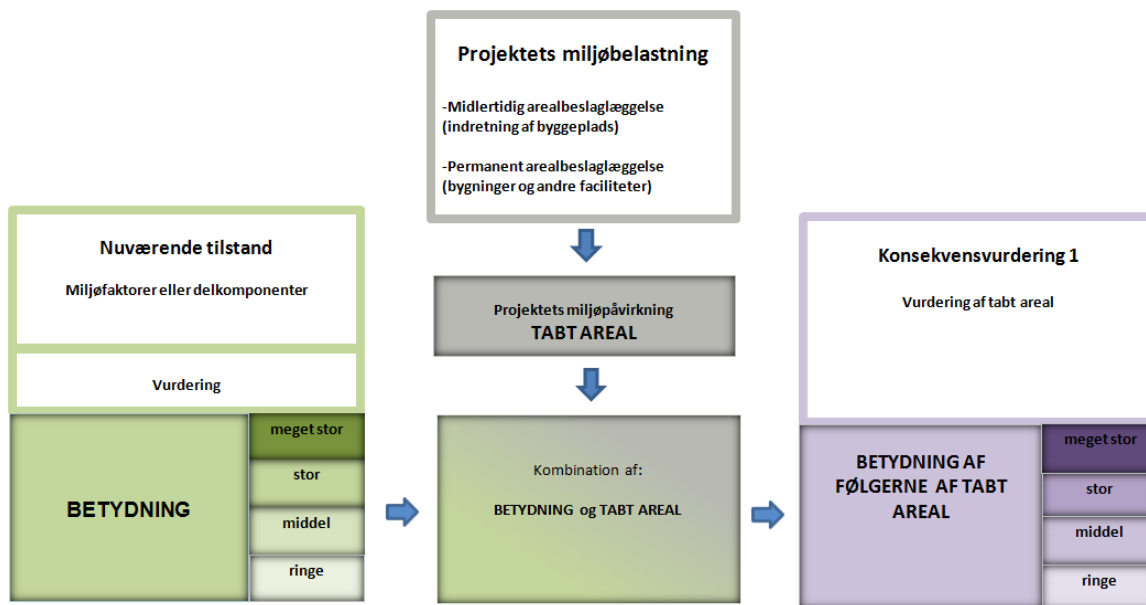 Projektets miljøbelastning
-Midlertidig arealbeslaglæggelse
(indretning af byggeplads)
-Permanent arealbeslaglæggelse
(bygninger og andre faciliteter)
Nuværende tilstand
Miljøfaktorer eller delkomponenter
Vurdering
BETYDNING
meget stor
stor
middel
ringe
Projektets miljøpåvirkning
TABT AREAL
Kombination af:
BETYDNING og TABT AREAL
Konsekvensvurdering 1
Vurdering af tabt areal
BETYDNING AF
FØLGERNE AF TABT
AREAL
meget stor
stor
middel
ringe